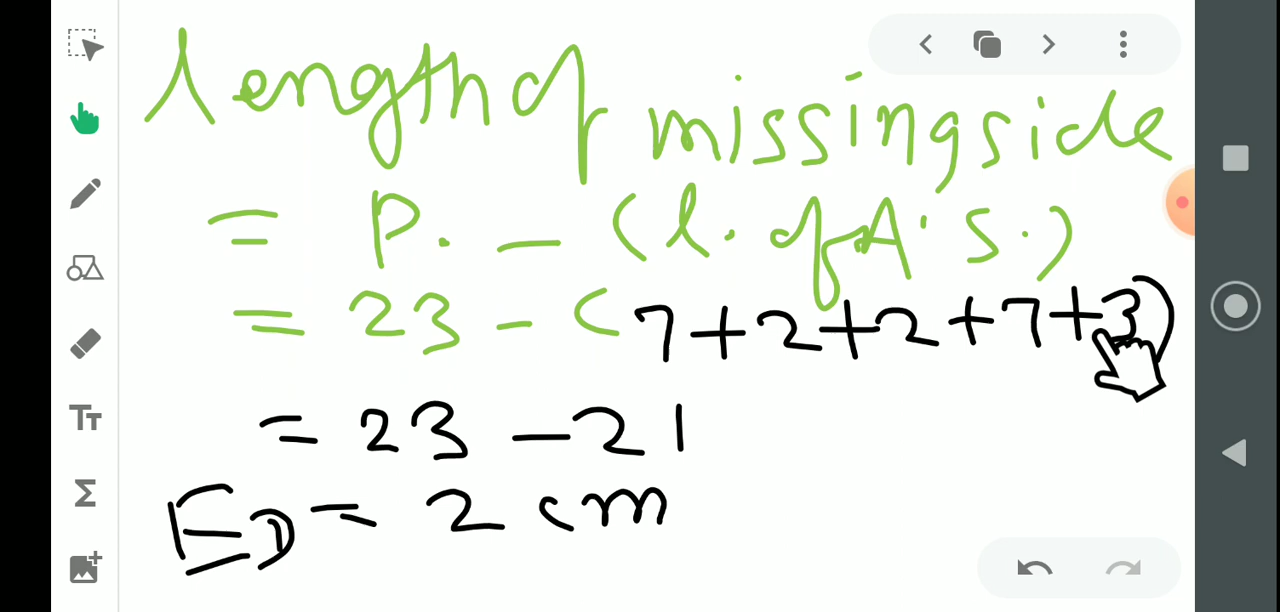 length of missing side
= P. - (l. of A's.)
= 23 - (7+2+2+7+3)
= 23 - 21
ED = 2 cm